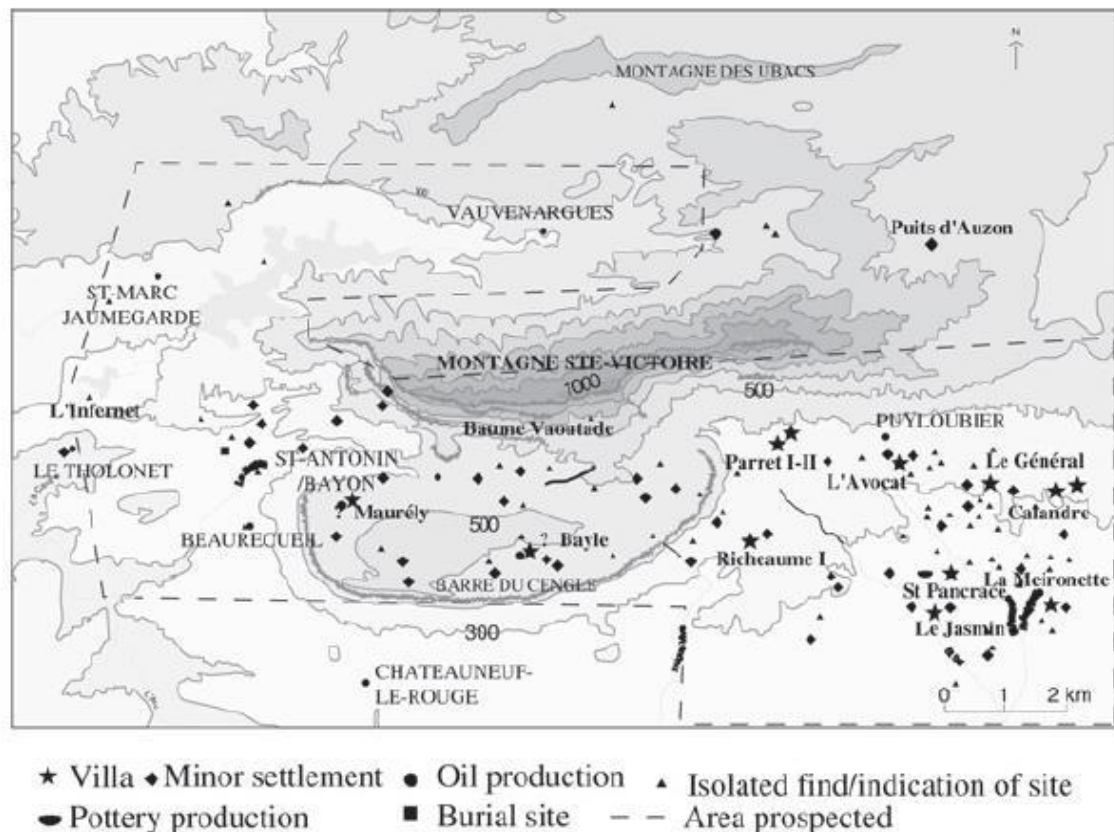 N
MONTAGNE DES UBACS
VAUVENARGUES
Puits d'Auzon
ST-MARC
JAUMEGARDE
MONTAGNE STE-VICTOIRE
1000
500
L'Infernet
Baume Vaoutade
PUYLOUBIER
LE THOLONET
ST-ANTONIN
/BAYON
Parret I-II
Le Général
L'Avocat
? Maurély
500
Calandre
BEAURECUEIL
? Bayle
Richeaume I
BARRE DU CENGLE
La Meironette
St Pancrace
300
Le Jasmin
CHATEAUNEUF-
LE-ROUGE
0 1 2 km
Villa Minor settlement Oil production Isolated find/indication of site
Pottery production Burial site Area prospected